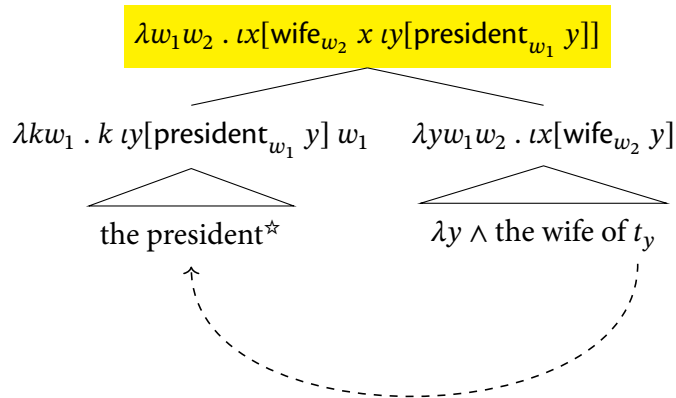 λw₁w₂ . ιx[wife_w₂ x ιy[president_w₁ y]]
λkw₁ . k ιy[president_w₁ y] w₁
λyw₁w₂ . ιx[wife_w₂ y]
the president☆
λy ∧ the wife of t_y